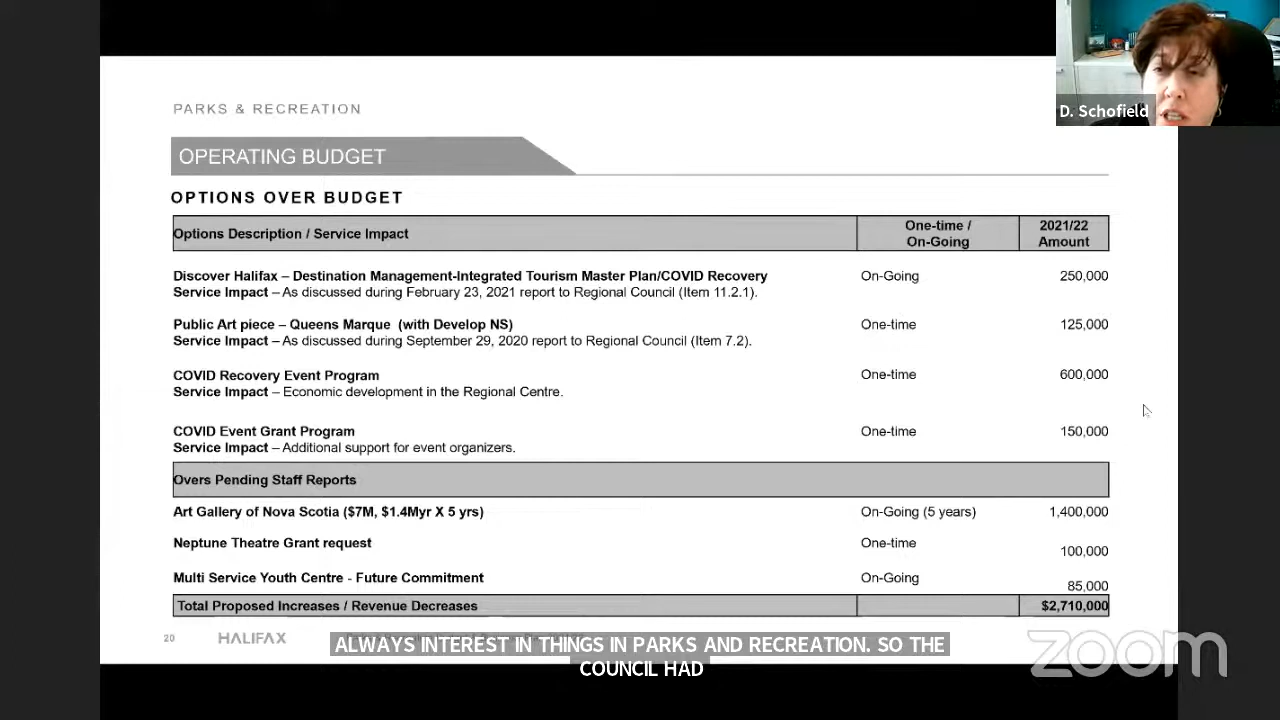 D. Schofield
PARKS & RECREATION
OPERATING BUDGET
OPTIONS OVER BUDGET
Options Description / Service Impact
One-time /
On-Going
2021/22
Amount
Discover Halifax – Destination Management-Integrated Tourism Master Plan/COVID Recovery
On-Going
250,000
Service Impact – As discussed during February 23, 2021 report to Regional Council (Item 11.2.1).
Public Art piece – Queens Marque (with Develop NS)
One-time
125,000
Service Impact – As discussed during September 29, 2020 report to Regional Council (Item 7.2).
COVID Recovery Event Program
One-time
600,000
Service Impact – Economic development in the Regional Centre.
COVID Event Grant Program
One-time
150,000
Service Impact – Additional support for event organizers.
Overs Pending Staff Reports
Art Gallery of Nova Scotia ($7M, $1.4Myr X 5 yrs)
On-Going (5 years)
1,400,000
Neptune Theatre Grant request
One-time
100,000
Multi Service Youth Centre - Future Commitment
On-Going
85,000
Total Proposed Increases / Revenue Decreases
$2,710,000
20
HALIFAX
ALWAYS INTEREST IN THINGS IN PARKS AND RECREATION. SO THE
COUNCIL HAD
zoom